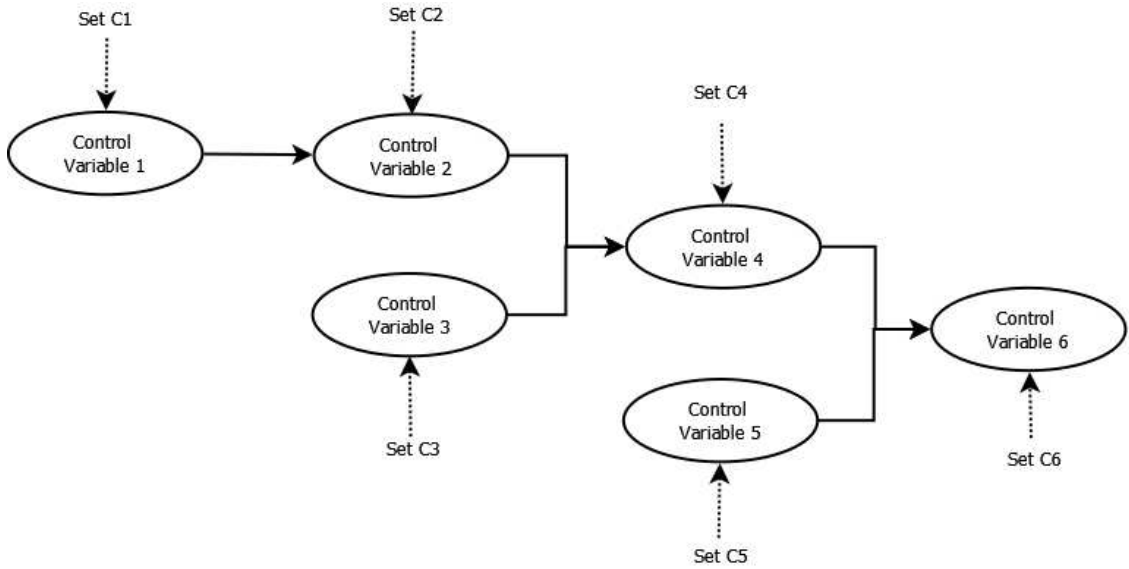 Set C1
Set C2
Set C4
Control
Variable 1
Control
Variable 2
Control
Variable 4
Control
Variable 3
Control
Variable 6
Control
Variable 5
Set C3
Set C6
Set C5